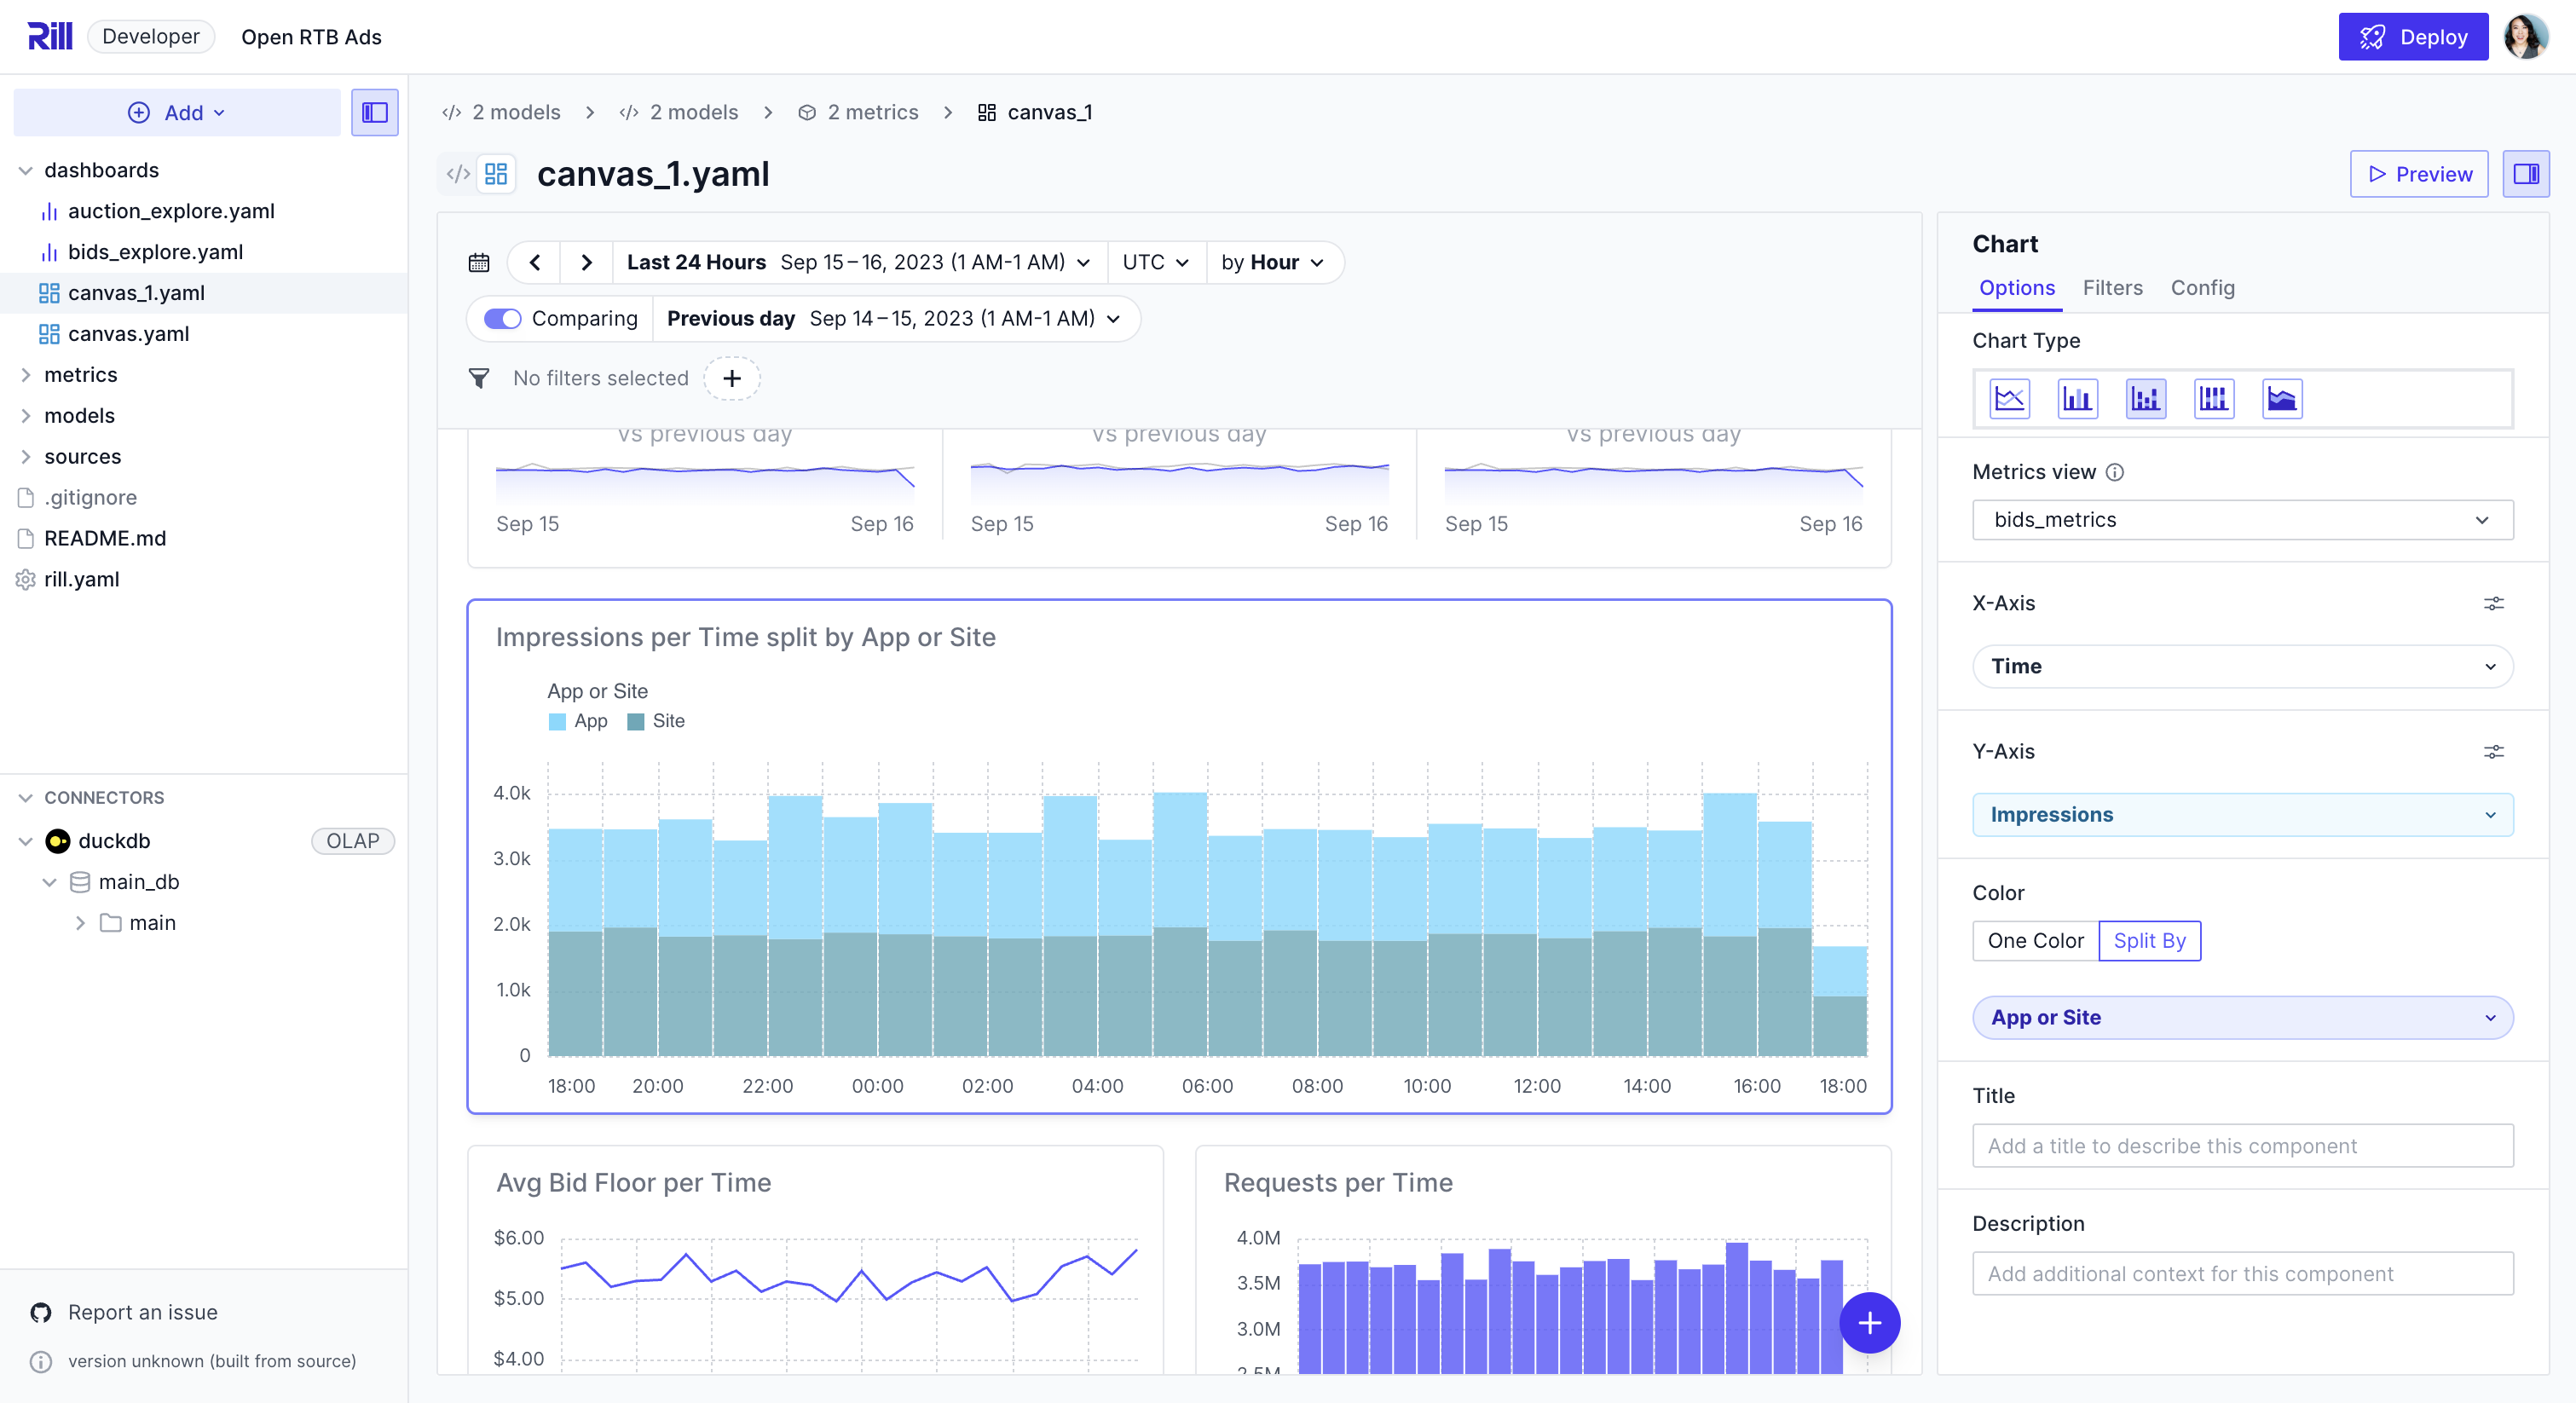 Rill Developer Open RTB Ads Deploy
Add
dashboards
auction_explore.yaml
bids_explore.yaml
canvas_1.yaml
canvas.yaml
metrics
models
sources
.gitignore
README.md
rill.yaml
CONNECTORS
duckdb OLAP
main_db
main
Report an issue
version unknown (built from source)
2 models 2 models 2 metrics canvas_1
canvas_1.yaml
Preview
Last 24 Hours Sep 15–16, 2023 (1 AM-1 AM) UTC by Hour
Comparing Previous day Sep 14–15, 2023 (1 AM-1 AM)
No filters selected
vs previous day vs previous day vs previous day
Sep 15 Sep 16 Sep 15 Sep 16 Sep 15 Sep 16
Impressions per Time split by App or Site
App or Site
App Site
4.0k
3.0k
2.0k
1.0k
0
18:00 20:00 22:00 00:00 02:00 04:00 06:00 08:00 10:00 12:00 14:00 16:00 18:00
Avg Bid Floor per Time
$6.00
$5.00
$4.00
Requests per Time
4.0M
3.5M
3.0M
2.5M
Chart
Options Filters Config
Chart Type
Metrics view
bids_metrics
X-Axis
Time
Y-Axis
Impressions
Color
One Color Split By
App or Site
Title
Add a title to describe this component
Description
Add additional context for this component